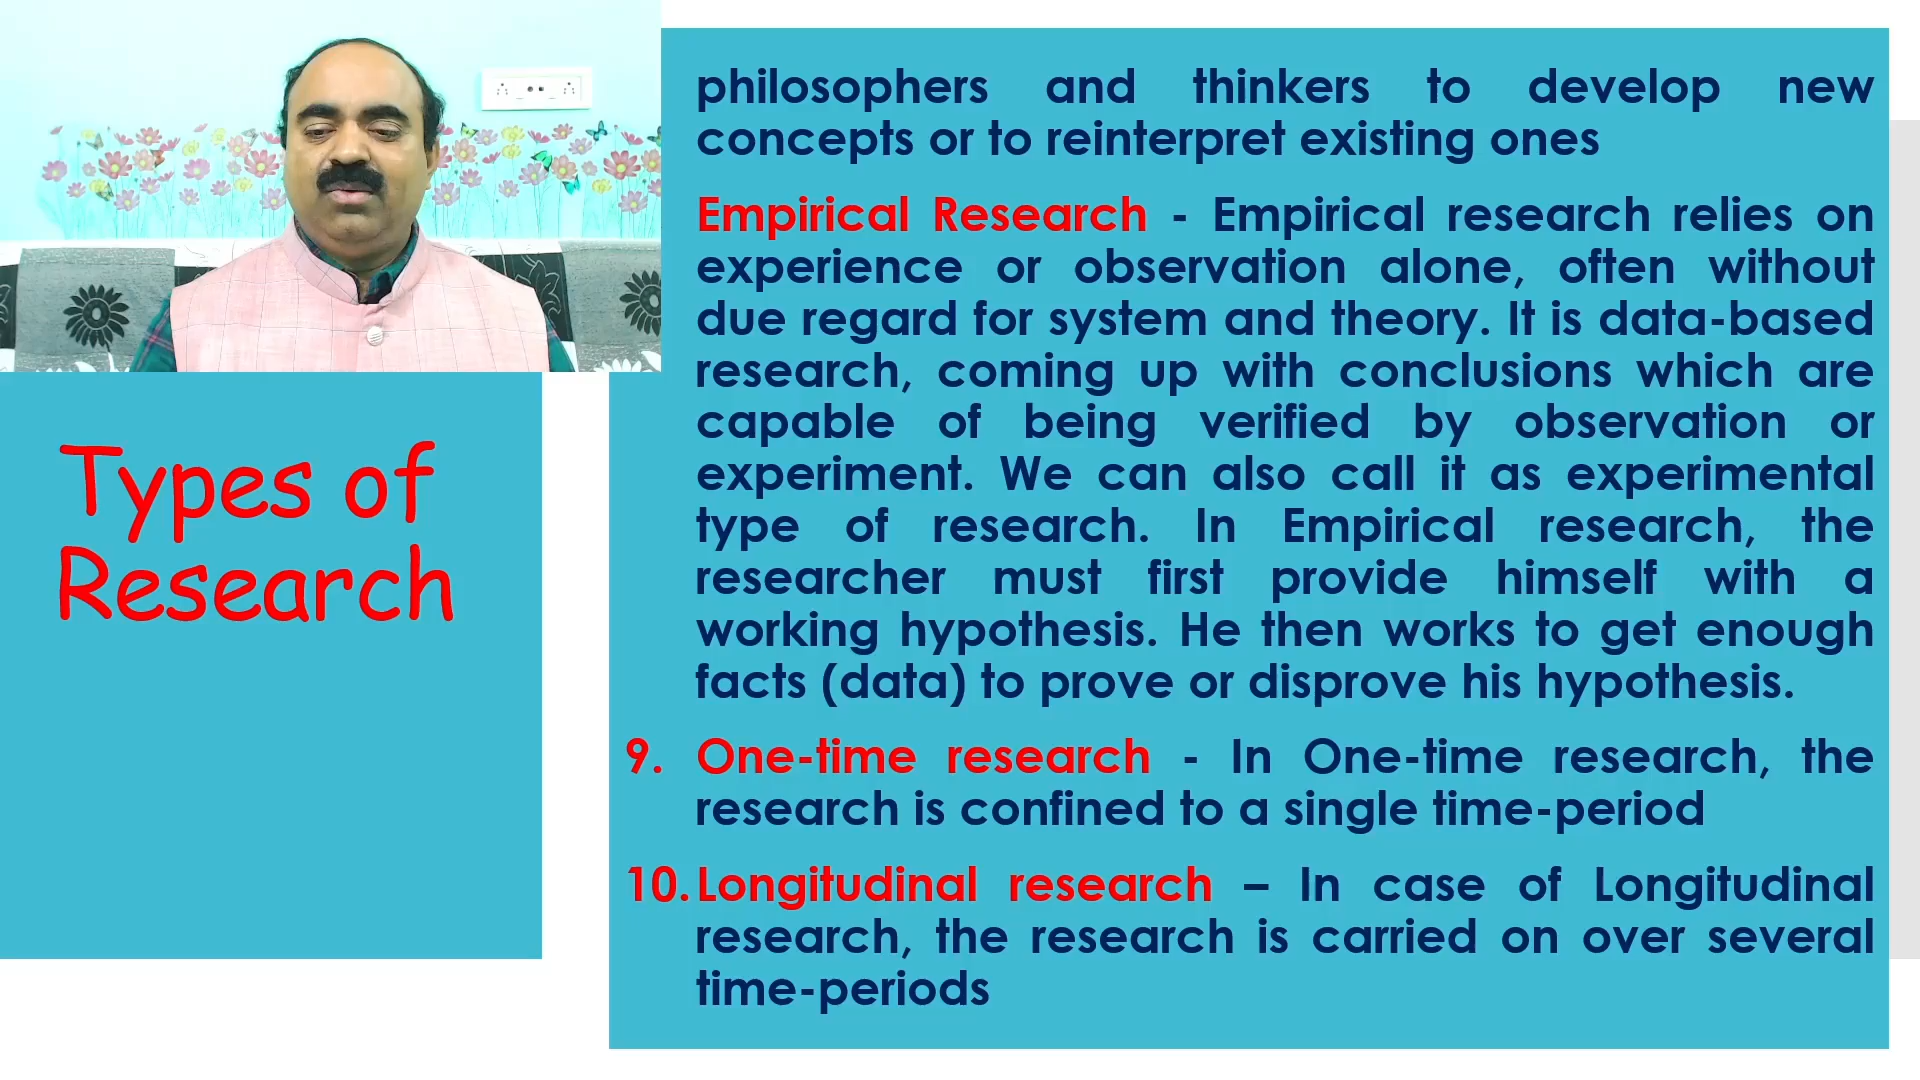 Types of
Research
philosophers and thinkers to develop new
concepts or to reinterpret existing ones
Empirical Research - Empirical research relies on
experience or observation alone, often without
due regard for system and theory. It is data-based
research, coming up with conclusions which are
capable of being verified by observation or
experiment. We can also call it as experimental
type of research. In Empirical research, the
researcher must first provide himself with a
working hypothesis. He then works to get enough
facts (data) to prove or disprove his hypothesis.
9. One-time research - In One-time research, the
research is confined to a single time-period
10. Longitudinal research – In case of Longitudinal
research, the research is carried on over several
time-periods